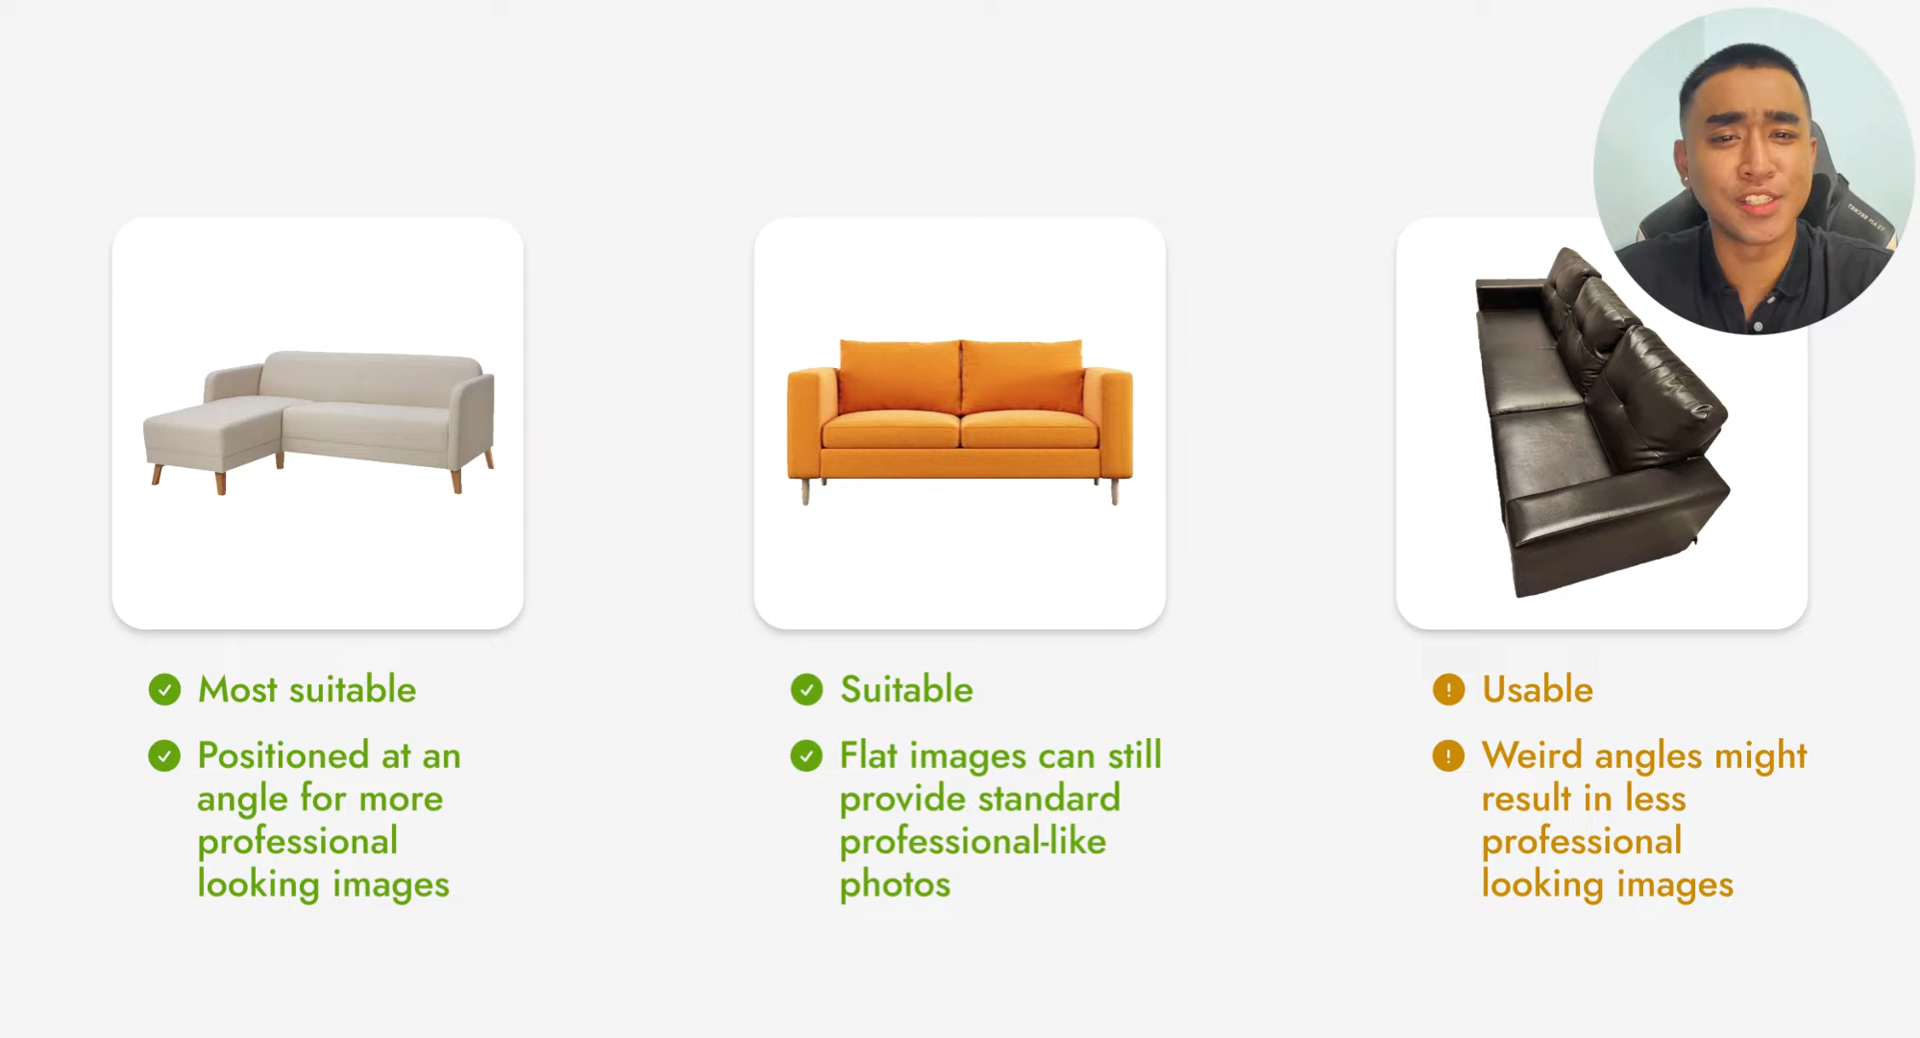 Most suitable
Positioned at an
angle for more
professional
looking images
Suitable
Flat images can still
provide standard
professional-like
photos
Usable
Weird angles might
result in less
professional
looking images